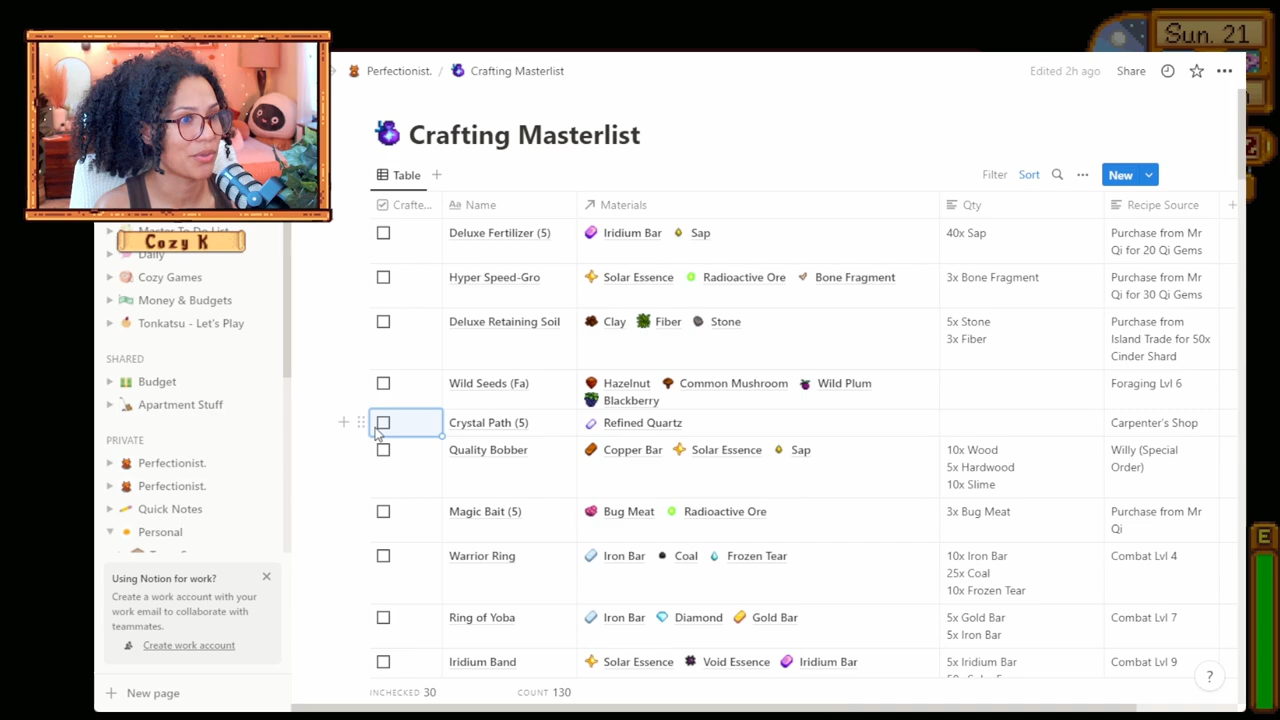 Sun. 21
Perfectionist. / Crafting Masterlist
Edited 2h ago
Share
Crafting Masterlist
Table
Filter
Sort
New
Crafte...
Aa Name
Materials
Qty
Recipe Source
Deluxe Fertilizer (5)
Iridium Bar Sap
40x Sap
Purchase from Mr
Qi for 20 Qi Gems
Hyper Speed-Gro
Solar Essence Radioactive Ore Bone Fragment
3x Bone Fragment
Purchase from Mr
Qi for 30 Qi Gems
Deluxe Retaining Soil
Clay Fiber Stone
5x Stone
3x Fiber
Purchase from
Island Trade for 50x
Cinder Shard
Wild Seeds (Fa)
Hazelnut Common Mushroom Wild Plum
Blackberry
Foraging Lvl 6
Crystal Path (5)
Refined Quartz
Carpenter's Shop
Quality Bobber
Copper Bar Solar Essence Sap
10x Wood
5x Hardwood
10x Slime
Willy (Special
Order)
Magic Bait (5)
Bug Meat Radioactive Ore
3x Bug Meat
Purchase from Mr
Qi
Warrior Ring
Iron Bar Coal Frozen Tear
10x Iron Bar
25x Coal
10x Frozen Tear
Combat Lvl 4
Ring of Yoba
Iron Bar Diamond Gold Bar
5x Gold Bar
5x Iron Bar
Combat Lvl 7
Iridium Band
Solar Essence Void Essence Iridium Bar
5x Iridium Bar
Combat Lvl 9
UNCHECKED 30
COUNT 130
?
Cozy K
Master To Do List
Daily
Cozy Games
Money & Budgets
Tonkatsu - Let's Play
SHARED
Budget
Apartment Stuff
PRIVATE
Perfectionist.
Perfectionist.
Quick Notes
Personal
Using Notion for work?
Create a work account with your
work email to collaborate with
teammates.
Create work account
New page
E